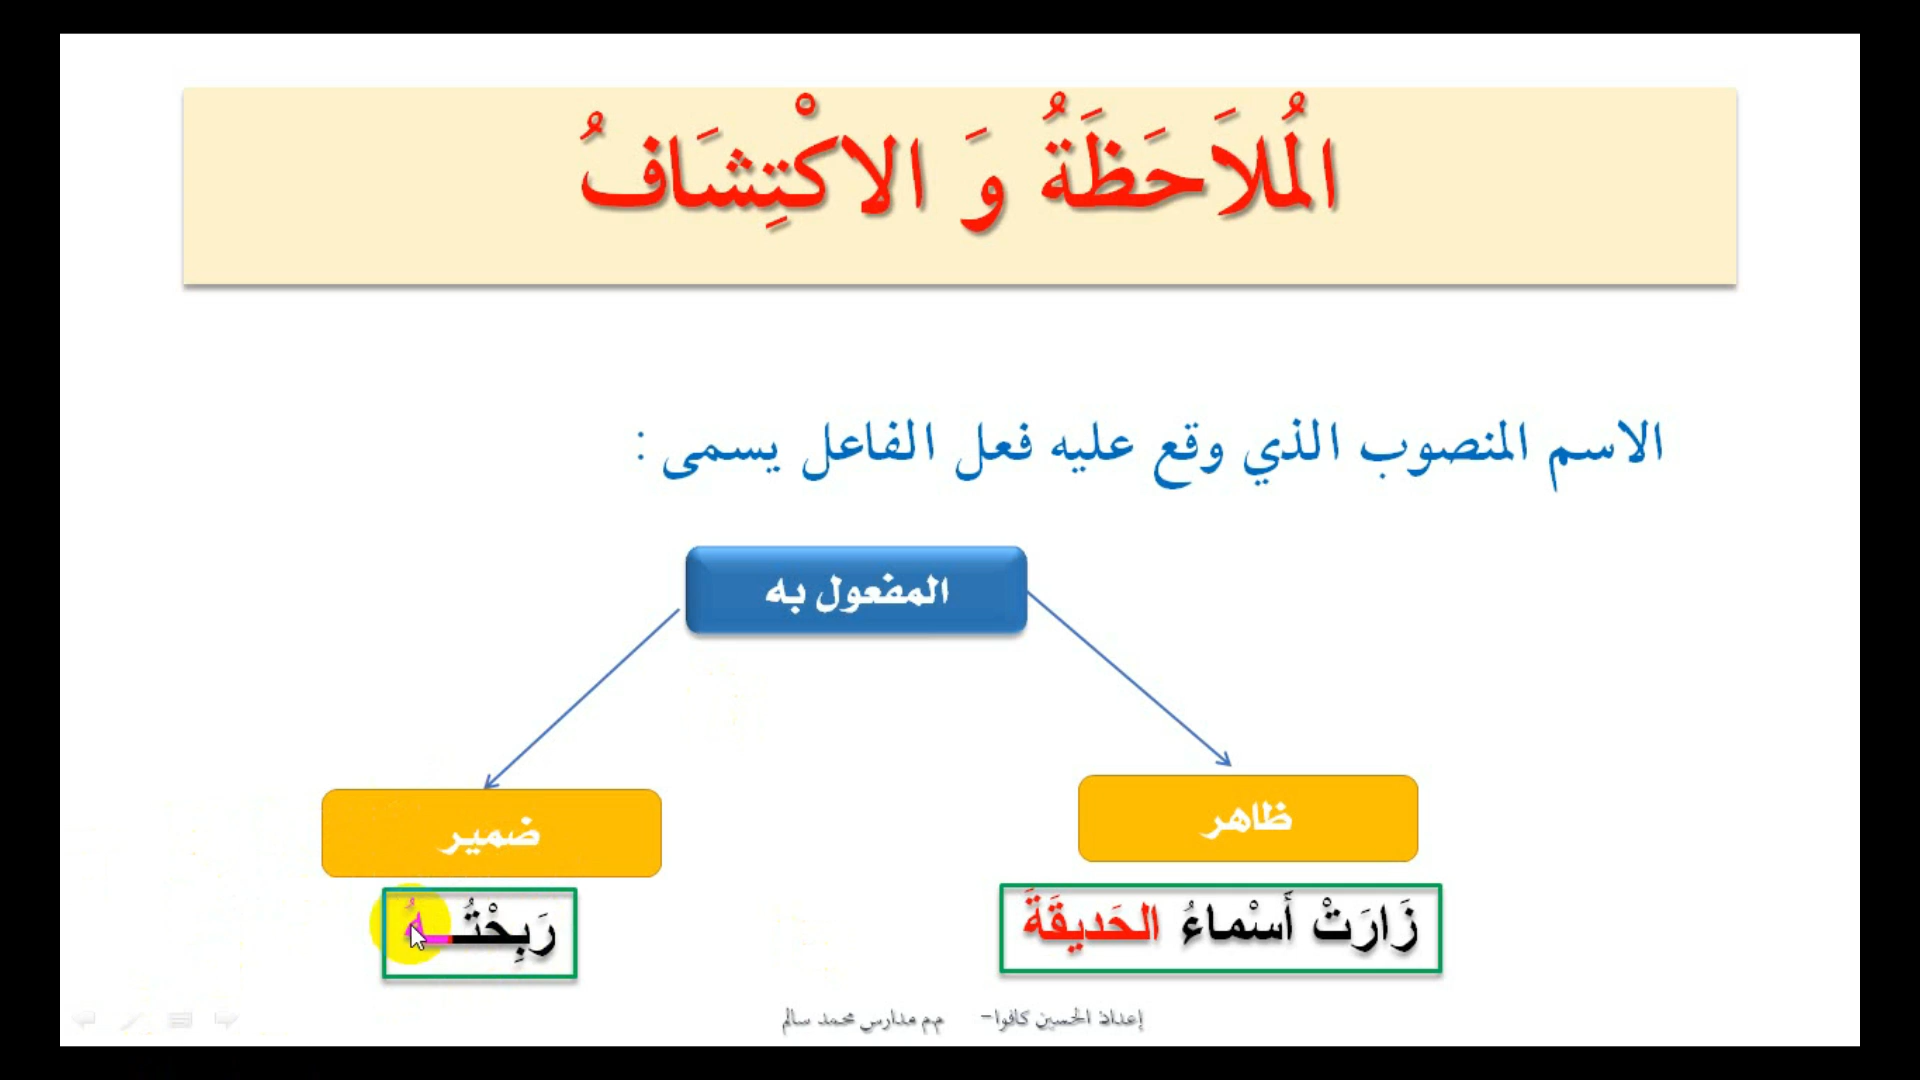 المُلاَحَظَةُ وَ الاكْتِشَافُ
الاسم المنصوب الذي وقع عليه فعل الفاعل يسمى :
المفعول به
ظاهر
ضمير
زَارَتْ أَسْماءُ الحَديقَةَ
رَبِحْتُـــهُ
إعداد الحسين كافوا- م.م مدارس محمد سالم